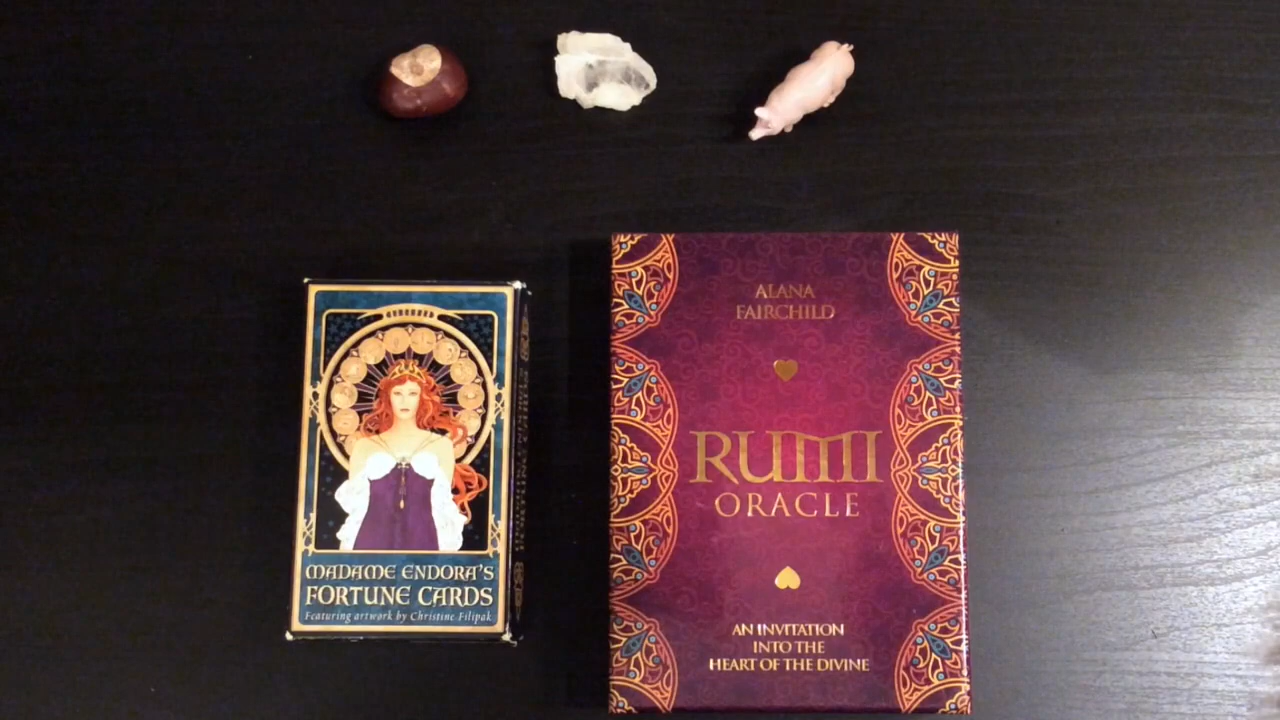 MADAME ENDORA'S
FORTUNE CARDS
Featuring artwork by Christine Filipak
ALANA
FAIRCHILD
RUMI
ORACLE
AN INVITATION
INTO THE
HEART OF THE DIVINE